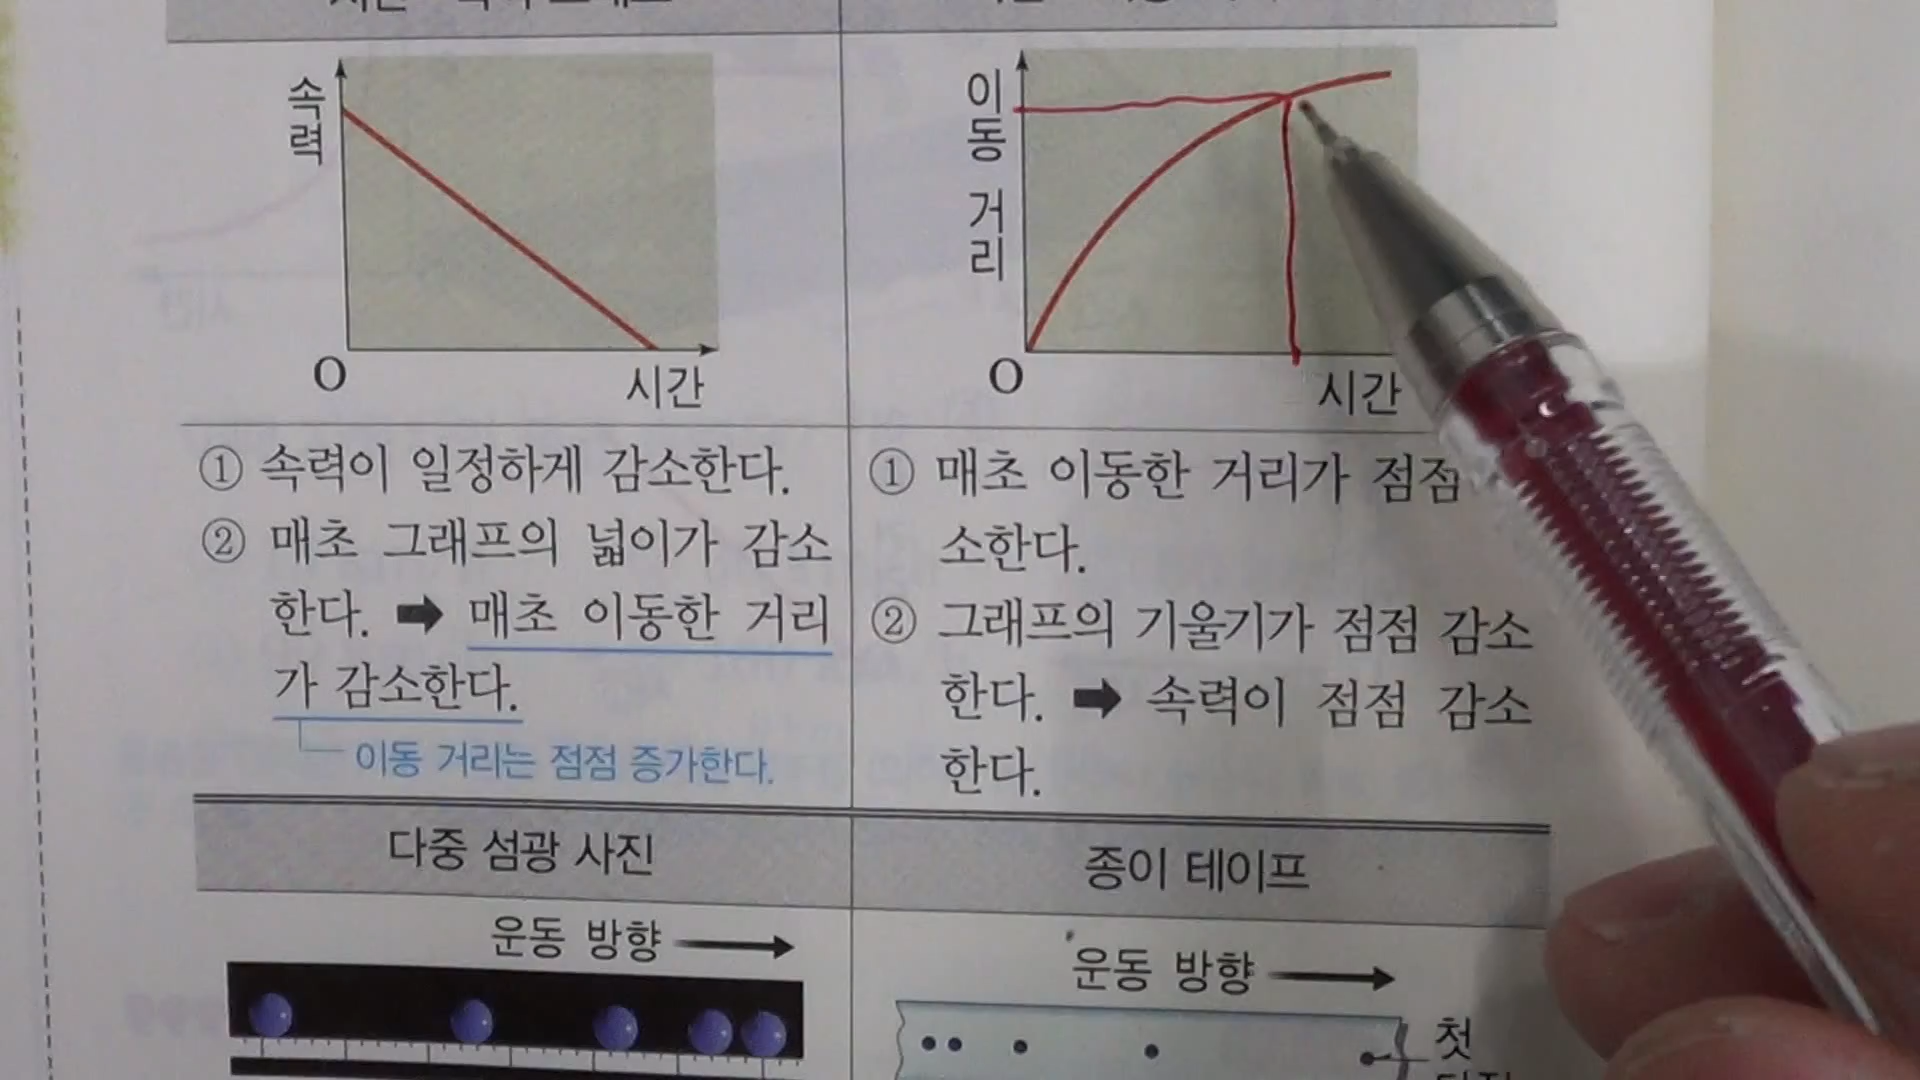 속력
O
시간
이동 거리
O
시간
① 속력이 일정하게 감소한다.
② 매초 그래프의 넓이가 감소
한다. ➡ 매초 이동한 거리
가 감소한다.
이동 거리는 점점 증가한다.
① 매초 이동한 거리가 점점
소한다.
② 그래프의 기울기가 점점 감소
한다. ➡ 속력이 점점 감소
한다.
다중 섬광 사진
종이 테이프
운동 방향
운동 방향
첫